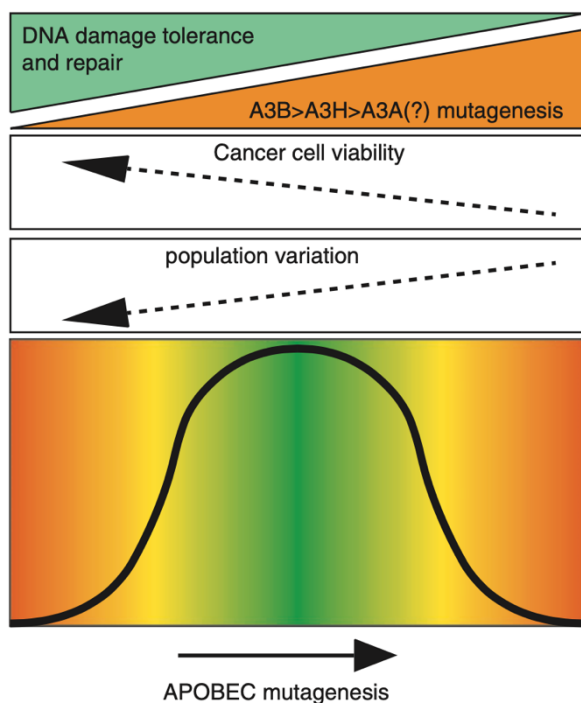 DNA damage tolerance
and repair
A3B>A3H>A3A(?) mutagenesis
Cancer cell viability
population variation
APOBEC mutagenesis